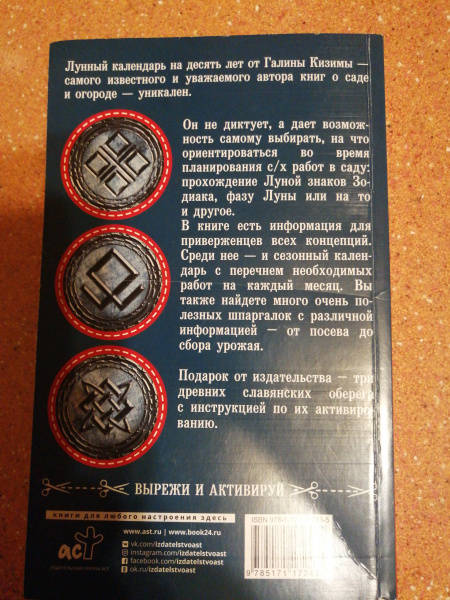 Лунный календарь на десять лет от Галины Кизимы —
самого известного и уважаемого автора книг о саде
и огороде — уникален.
Он не диктует, а дает возмож-
ность самому выбирать, на что
ориентироваться во время
планирования с/х работ в саду:
прохождение Луной знаков Зо-
диака, фазу Луны или на то
и другое.
В книге есть информация для
приверженцев всех концепций.
Среди нее — и сезонный кален-
дарь с перечнем необходимых
работ на каждый месяц. Вы
также найдете много очень по-
лезных шпаргалок с различной
информацией — от посева до
сбора урожая.
Подарок от издательства — три
древних славянских оберега
с инструкцией по их активиро-
ванию.
ВЫРЕЖИ И АКТИВИРУЙ
книги для любого настроения здесь
www.ast.ru | www.book24.ru
vk.com/izdatelstvoast
instagram.com/izdatelstvoast
facebook.com/izdatelstvoast
ok.ru/izdatelstvoast
аст
ISBN
9785171